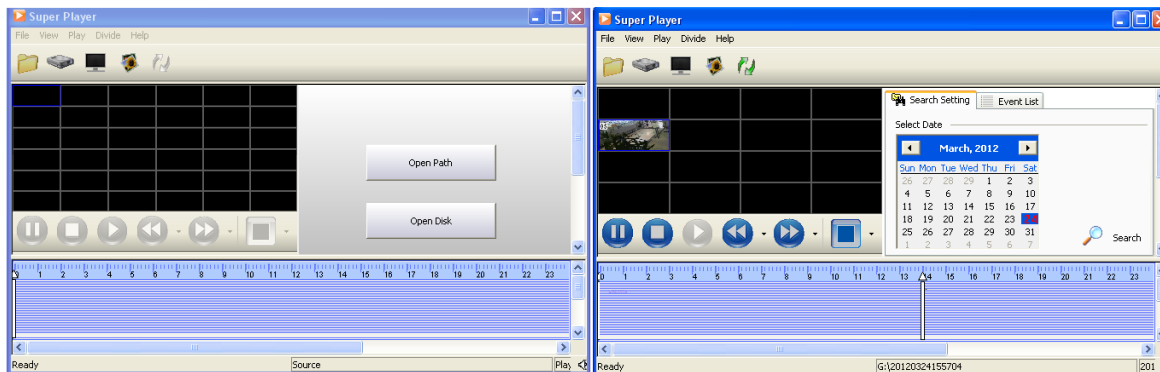 Super Player
File View Play Divide Help
Open Path
Open Disk
0 1 2 3 4 5 6 7 8 9 10 11 12 13 14 15 16 17 18 19 20 21 22 23
Ready Source Play
Super Player
File View Play Divide Help
Search Setting Event List
Select Date
March, 2012
Sun Mon Tue Wed Thu Fri Sat
26 27 28 29 1 2 3
4 5 6 7 8 9 10
11 12 13 14 15 16 17
18 19 20 21 22 23 24
25 26 27 28 29 30 31
1 2 3 4 5 6 7
Search
0 1 2 3 4 5 6 7 8 9 10 11 12 13 14 15 16 17 18 19 20 21 22 23
Ready G:\20120324155704 201